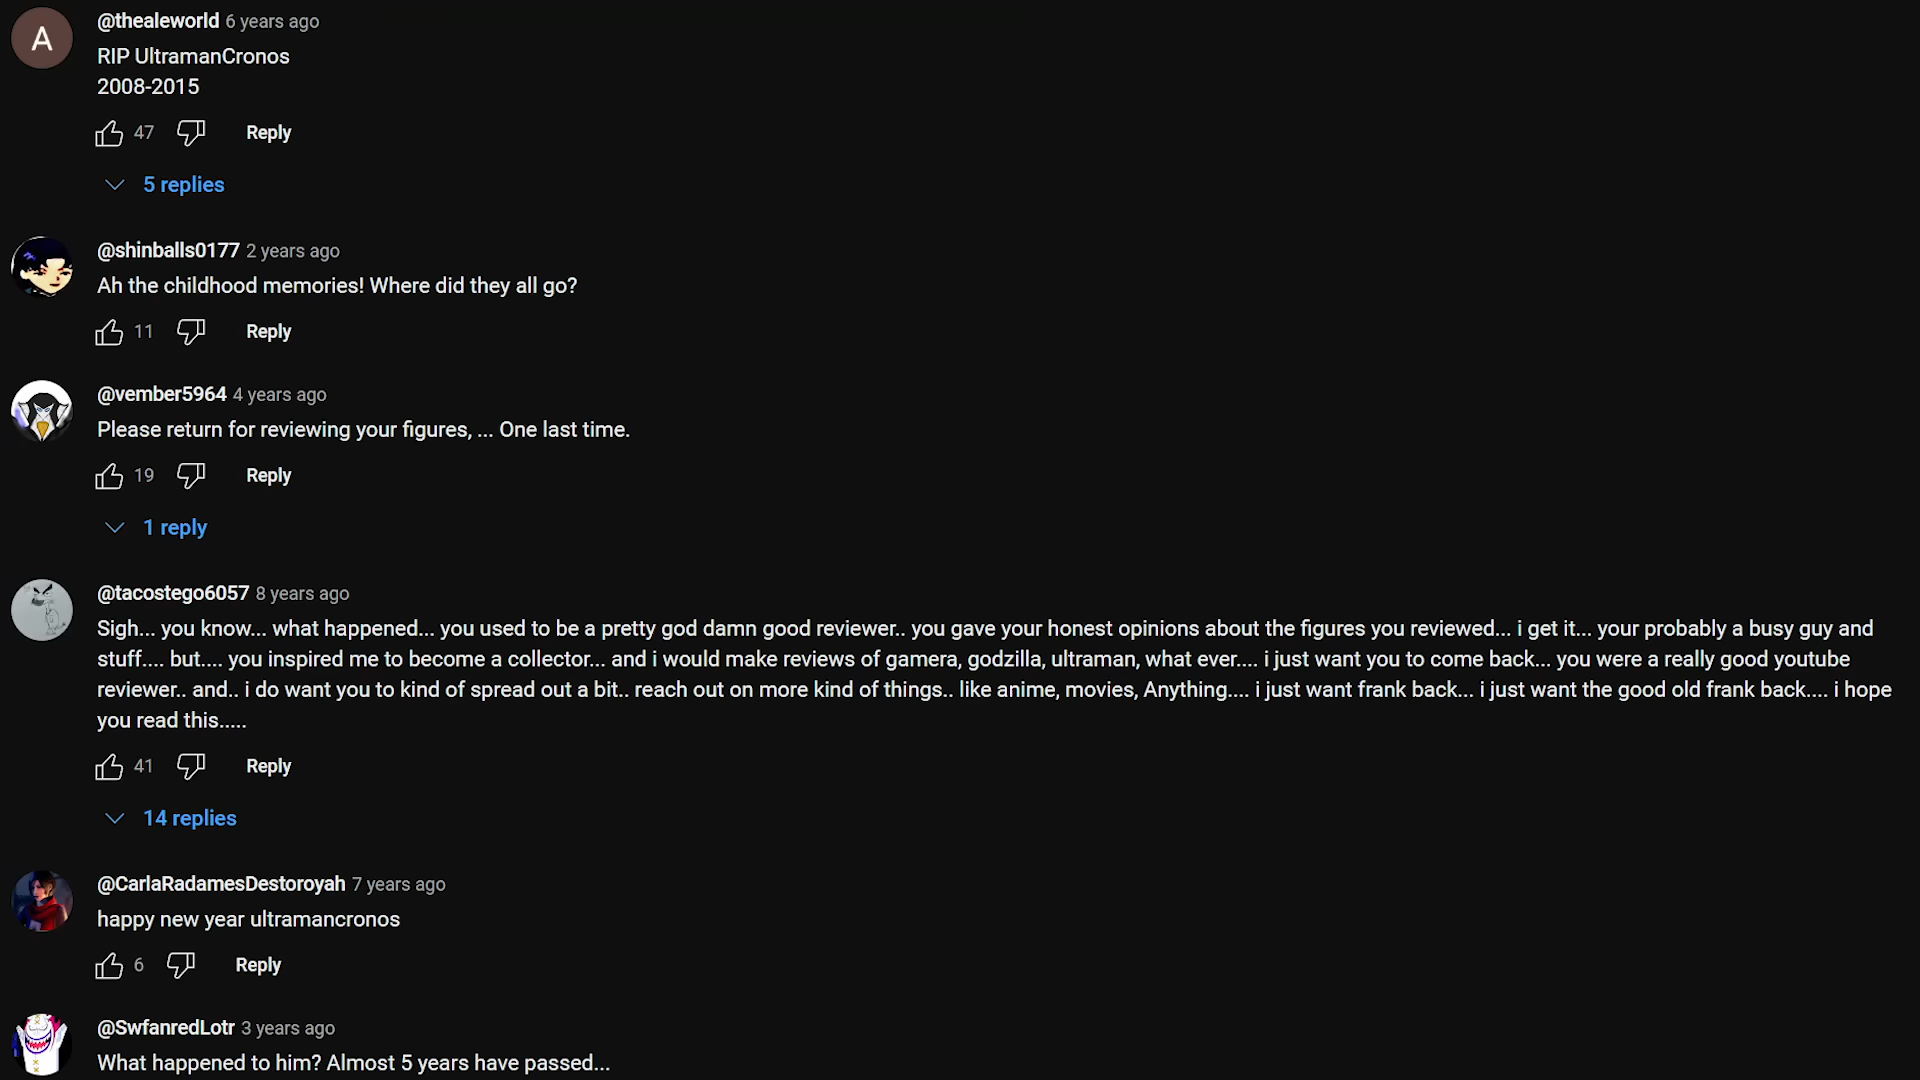 A
@thealeworld 6 years ago
RIP UltramanCronos
2008-2015
47 Reply
5 replies
@shinballs0177 2 years ago
Ah the childhood memories! Where did they all go?
11 Reply
@vember5964 4 years ago
Please return for reviewing your figures, ... One last time.
19 Reply
1 reply
@tacostego6057 8 years ago
Sigh... you know... what happened... you used to be a pretty god damn good reviewer.. you gave your honest opinions about the figures you reviewed... i get it... your probably a busy guy and
stuff.... but.... you inspired me to become a collector... and i would make reviews of gamera, godzilla, ultraman, what ever.... i just want you to come back... you were a really good youtube
reviewer.. and.. i do want you to kind of spread out a bit.. reach out on more kind of things.. like anime, movies, Anything.... i just want frank back... i just want the good old frank back.... i hope
you read this.....
41 Reply
14 replies
@CarlaRadamesDestoroyah 7 years ago
happy new year ultramancronos
6 Reply
@SwfanredLotr 3 years ago
What happened to him? Almost 5 years have passed...